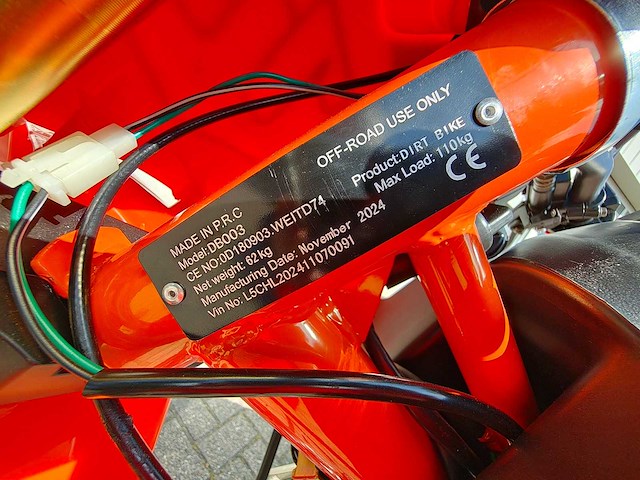 OFF-ROAD USE ONLY
MADE IN P.R.C
Product:DIRT BIKE
Model:DB003
Max Load: 110kg
CE NO:0D180903.WEITD74
Net weight: 62kg
CE
Manufacturing Date: November 2024
Vin No: L5CHL202411070091